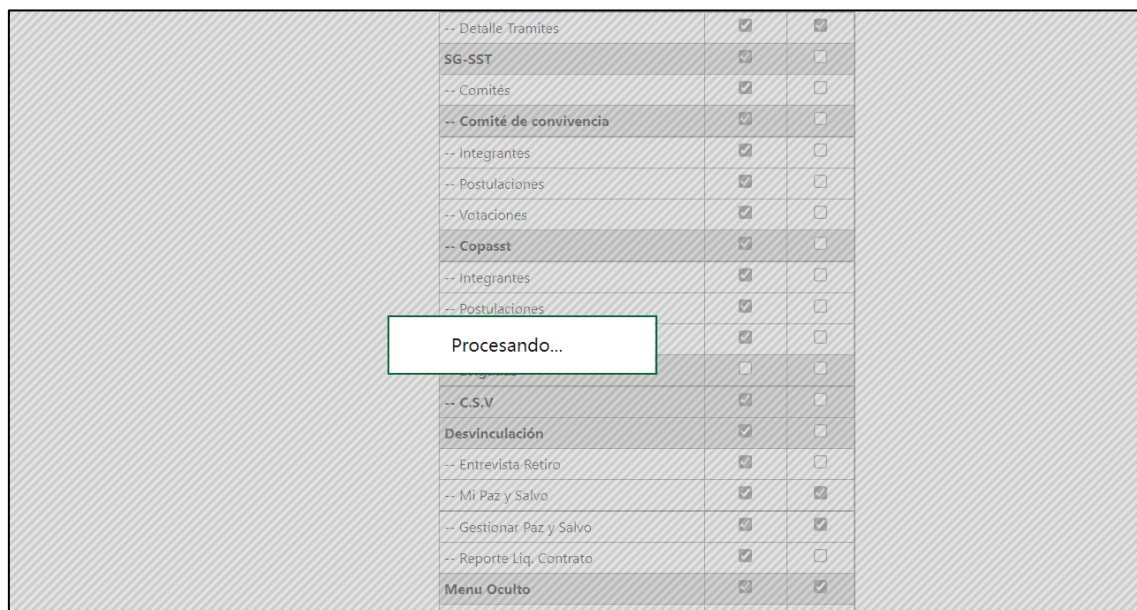 -- Detalle Tramites
SG-SST
-- Comités
-- Comité de convivencia
-- Integrantes
-- Postulaciones
-- Votaciones
-- Copasst
-- Integrantes
-- Postulaciones
Procesando...
-- C.S.V
Desvinculación
-- Entrevista Retiro
-- Mi Paz y Salvo
-- Gestionar Paz y Salvo
-- Reporte Liq. Contrato
Menu Oculto